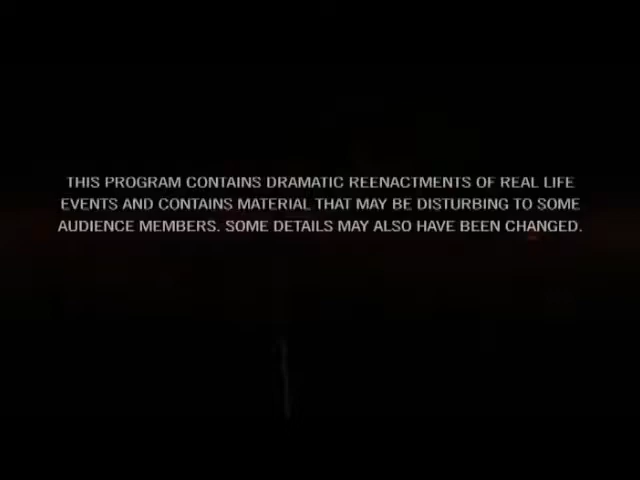 THIS PROGRAM CONTAINS DRAMATIC REENACTMENTS OF REAL LIFE
EVENTS AND CONTAINS MATERIAL THAT MAY BE DISTURBING TO SOME
AUDIENCE MEMBERS. SOME DETAILS MAY ALSO HAVE BEEN CHANGED.